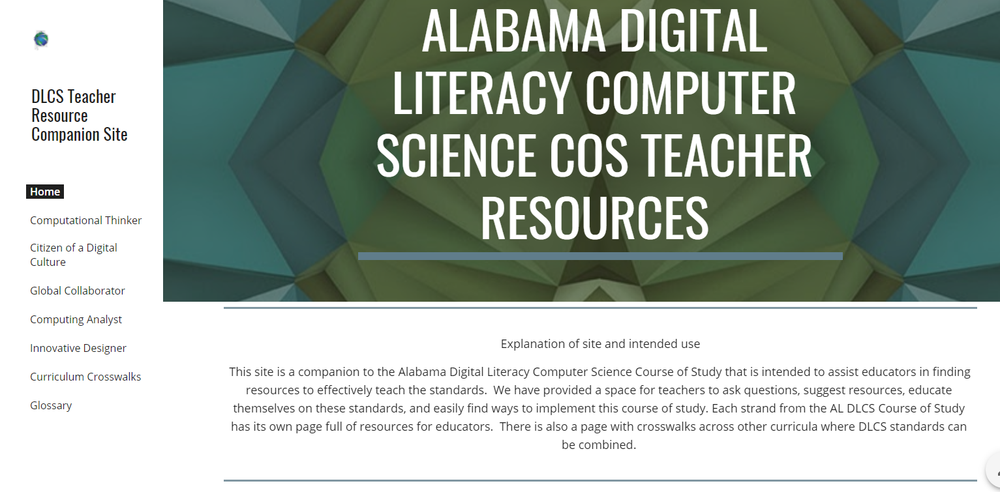 DLCS Teacher
Resource
Companion Site
Home
Computational Thinker
Citizen of a Digital
Culture
Global Collaborator
Computing Analyst
Innovative Designer
Curriculum Crosswalks
Glossary
ALABAMA DIGITAL
LITERACY COMPUTER
SCIENCE COS TEACHER
RESOURCES
Explanation of site and intended use
This site is a companion to the Alabama Digital Literacy Computer Science Course of Study that is intended to assist educators in finding
resources to effectively teach the standards.  We have provided a space for teachers to ask questions, suggest resources, educate
themselves on these standards, and easily find ways to implement this course of study. Each strand from the AL DLCS Course of Study
has its own page full of resources for educators.  There is also a page with crosswalks across other curricula where DLCS standards can
be combined.